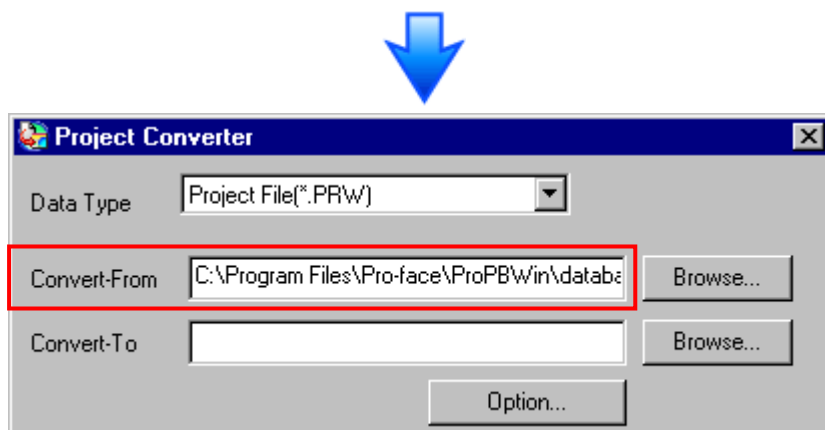 Project Converter
Data Type Project File(*.PRW)
Convert-From C:\Program Files\Pro-face\ProPBWin\databa Browse...
Convert-To Browse...
Option...